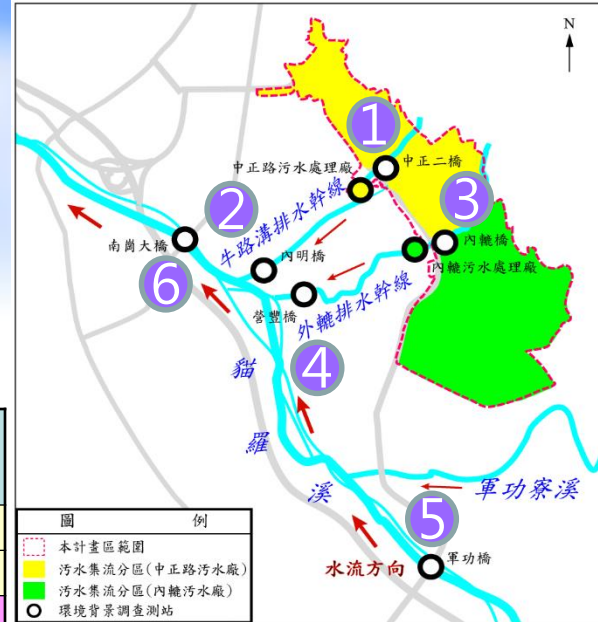 N
1
中正路污水處理廠
中正二橋
2
3
牛路溝排水幹線
南崗大橋
內明橋
內轆橋
內轆污水處理廠
6
營豐橋
外轆排水幹線
4
貓羅溪
軍功寮溪
5
水流方向
軍功橋
圖 例
本計畫區範圍
污水集流分區(中正路污水廠)
污水集流分區(內轆污水廠)
環境背景調查測站